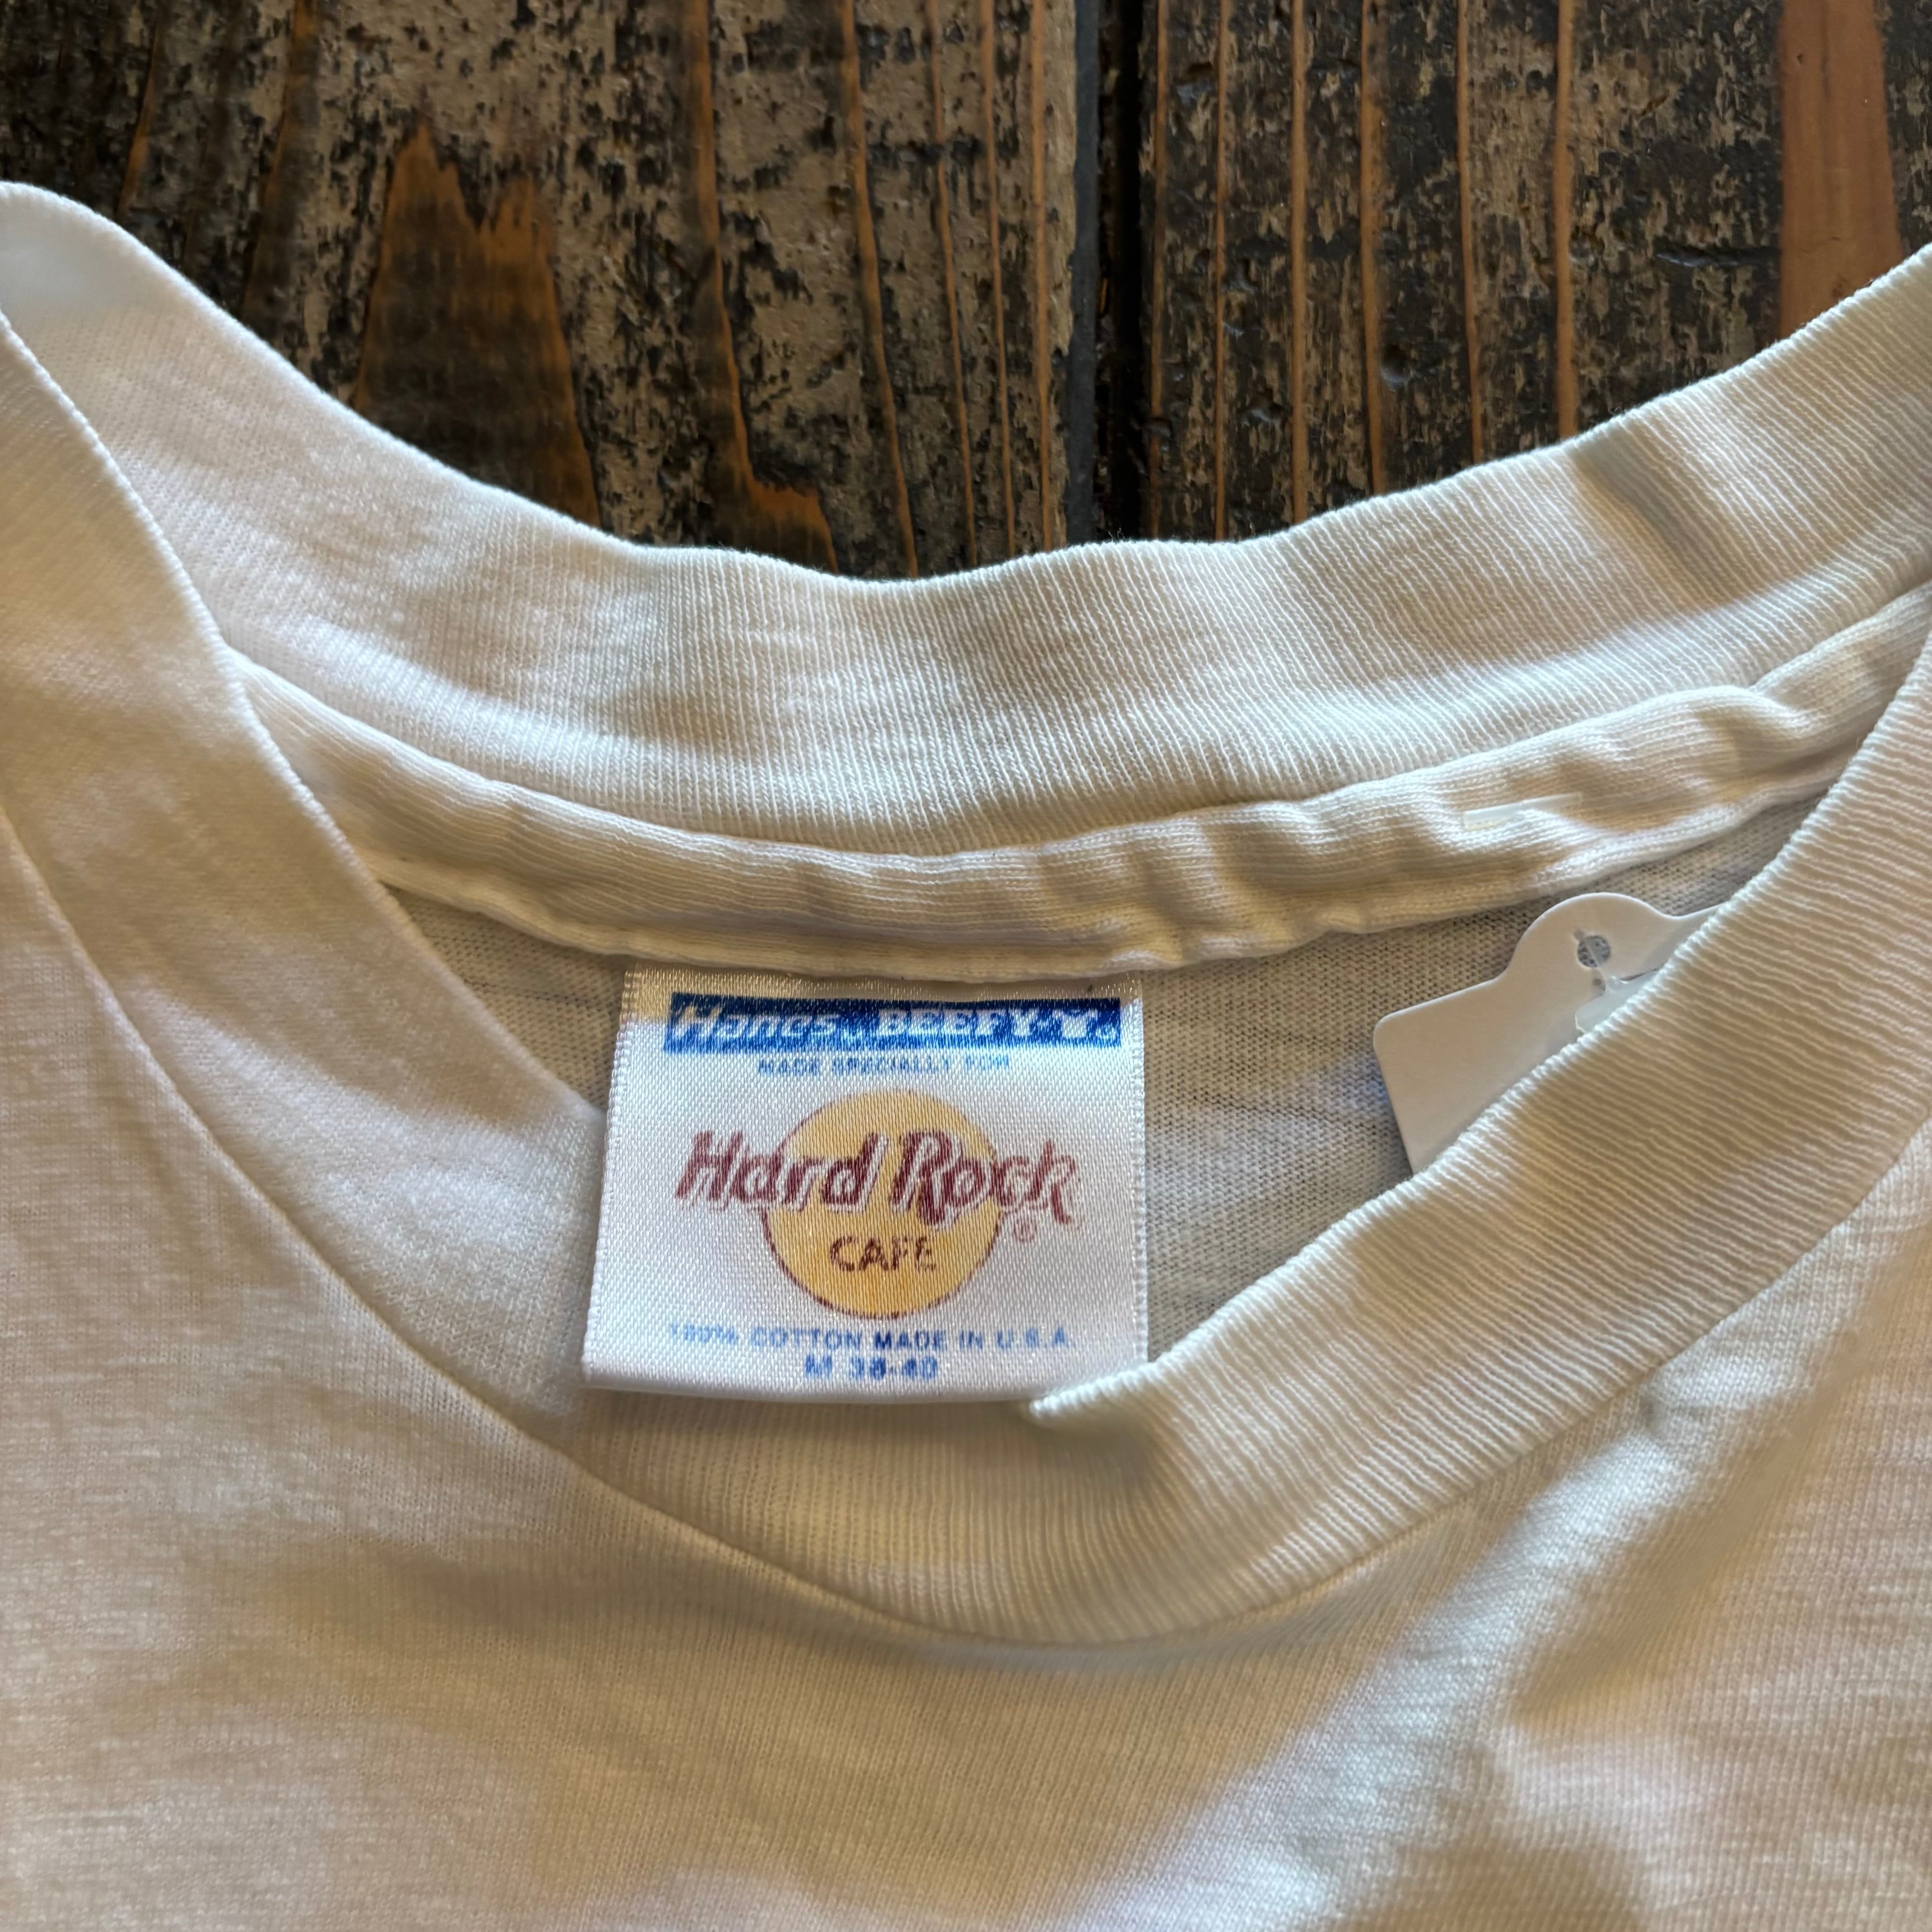 Hanes BEEFY-T®
MADE SPECIALLY FOR
Hard Rock ®
CAFE
100% COTTON MADE IN U.S.A.
M 38-40